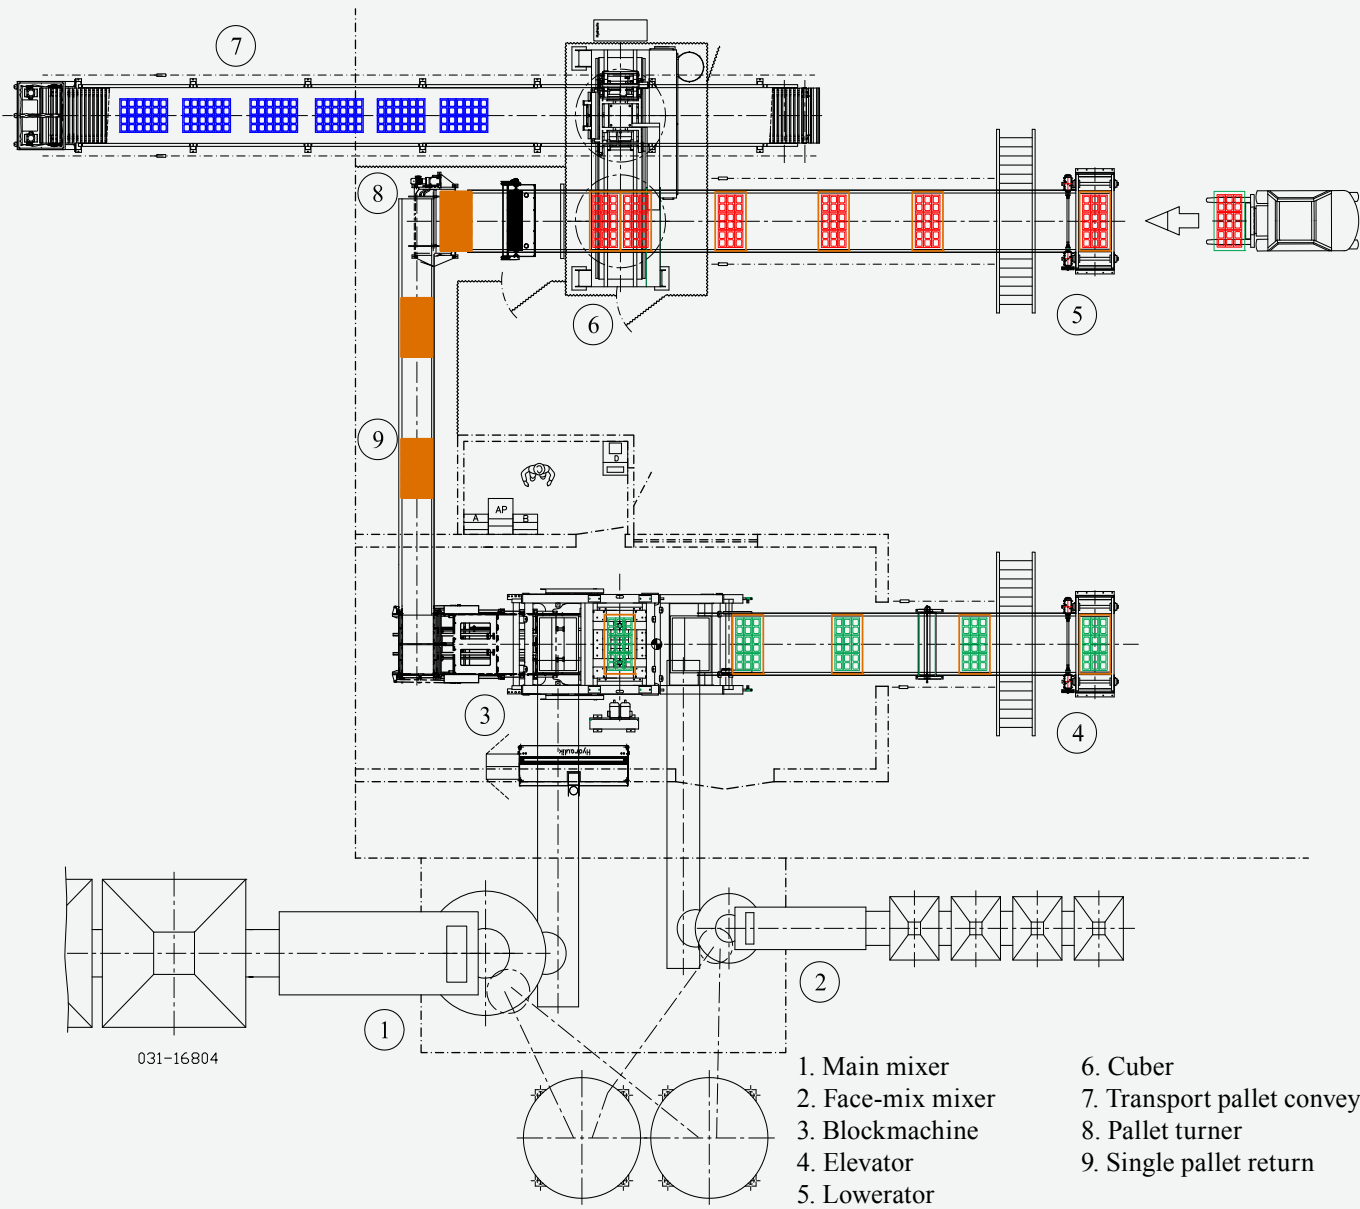 7
8
6
5
9
D
AP
A
B
3
Hydraulik
4
2
1
031-16804
1. Main mixer
2. Face-mix mixer
3. Blockmachine
4. Elevator
5. Lowerator
6. Cuber
7. Transport pallet convey
8. Pallet turner
9. Single pallet return